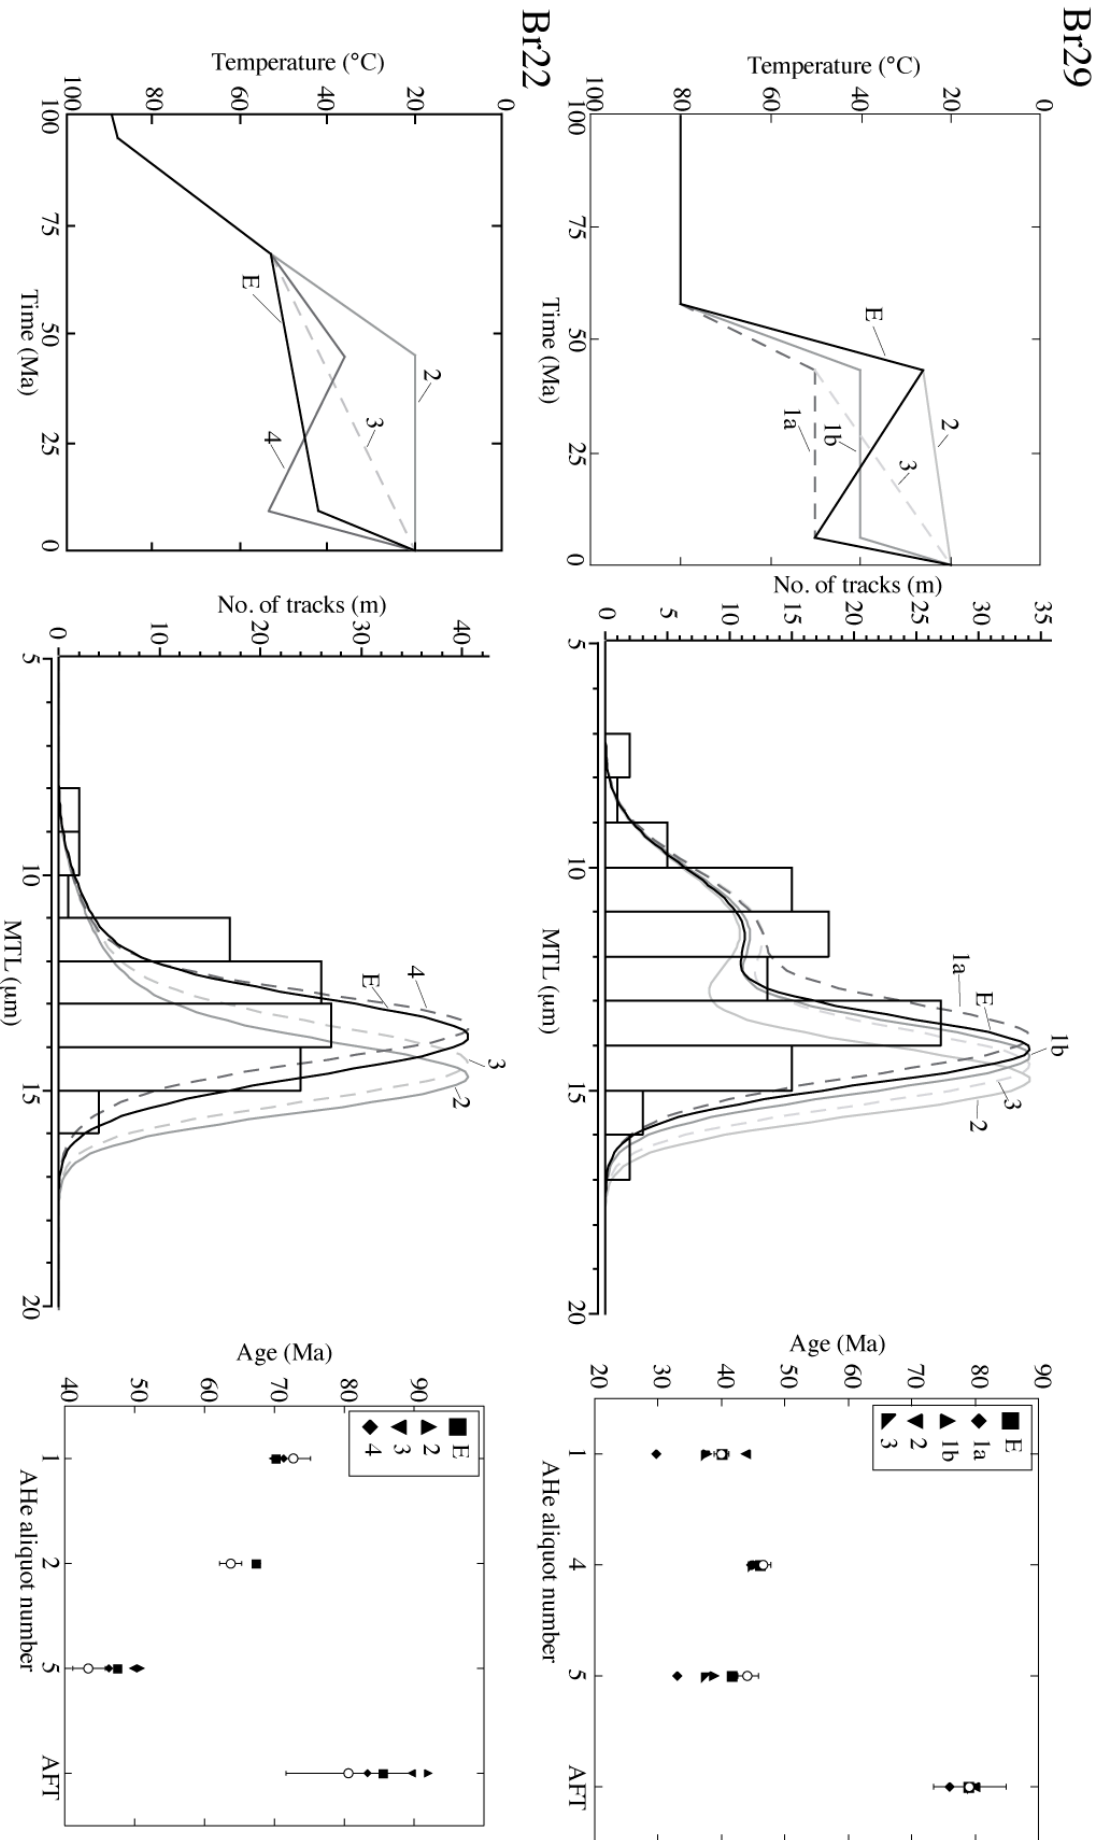 Br29
Temperature (°C)
0
20
40
60
80
100
100
75
50
25
0
Time (Ma)
E
2
1a
1b
3
No. of tracks (m)
0
5
10
15
20
25
30
35
5
10
15
20
MTL (µm)
1a
E
1b
3
2
Age (Ma)
20
30
40
50
60
70
80
90
E
1a
1b
2
3
1
4
5
AFT
AHe aliquot number
Br22
Temperature (°C)
0
20
40
60
80
100
100
75
50
25
0
Time (Ma)
E
2
3
4
No. of tracks (m)
0
10
20
30
40
5
10
15
20
MTL (µm)
E
4
3
2
Age (Ma)
40
50
60
70
80
90
E
2
3
4
1
2
5
AFT
AHe aliquot number